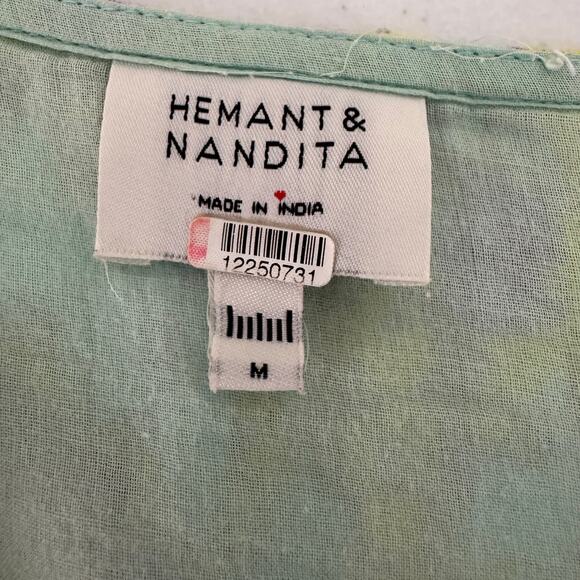 HEMANT &
NANDITA
MADE IN INDIA
12250731
M